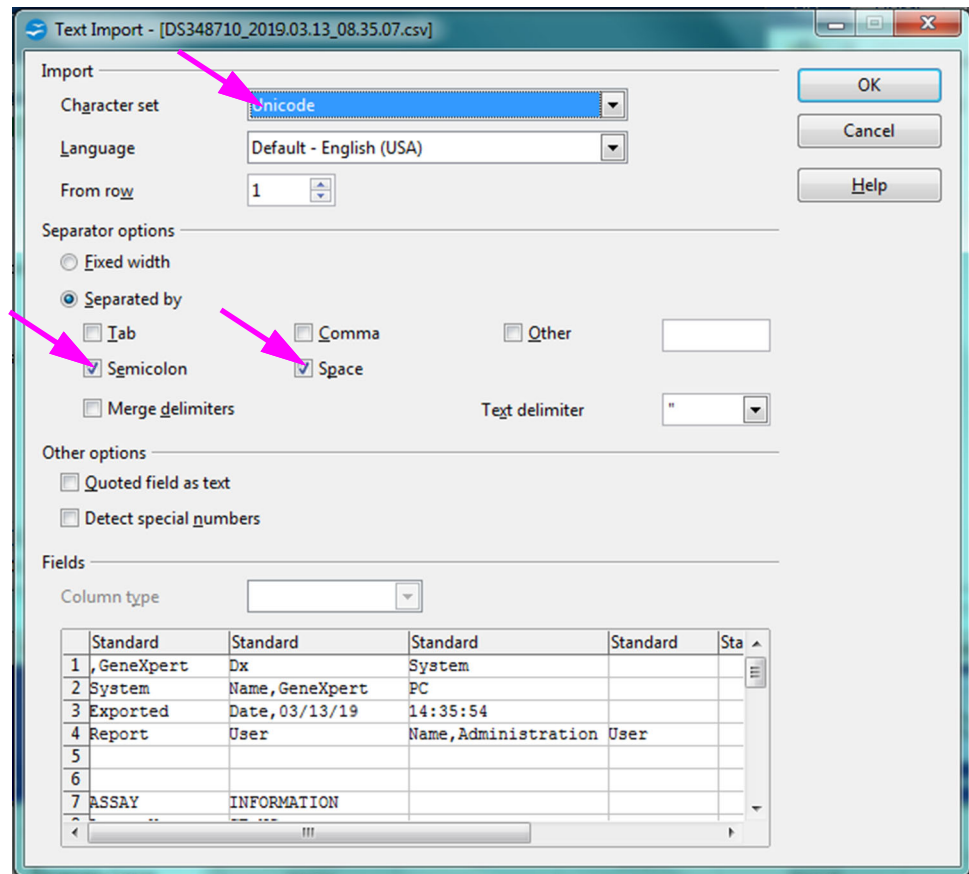 Text Import - [DS348710_2019.03.13_08.35.07.csv]
Import
Character set Unicode
Language Default - English (USA)
From row 1
OK
Cancel
Help
Separator options
Fixed width
Separated by
Tab Comma Other
Semicolon Space
Merge delimiters Text delimiter "
Other options
Quoted field as text
Detect special numbers
Fields
Column type
Standard Standard Standard Standard Sta
1 ,GeneXpert Dx System
2 System Name,GeneXpert PC
3 Exported Date,03/13/19 14:35:54
4 Report User Name,Administration User
5
6
7 ASSAY INFORMATION